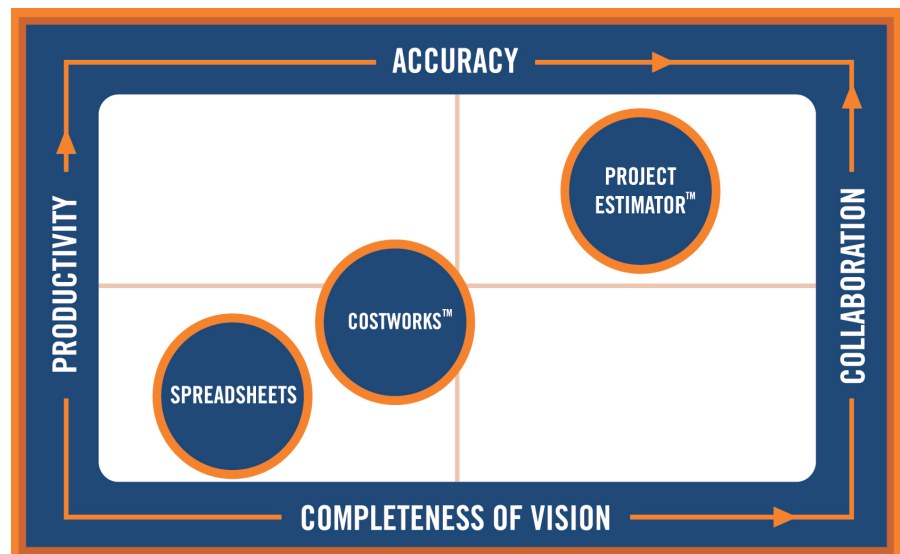 ACCURACY
PRODUCTIVITY
PROJECT
ESTIMATOR™
COSTWORKS™
SPREADSHEETS
COLLABORATION
COMPLETENESS OF VISION